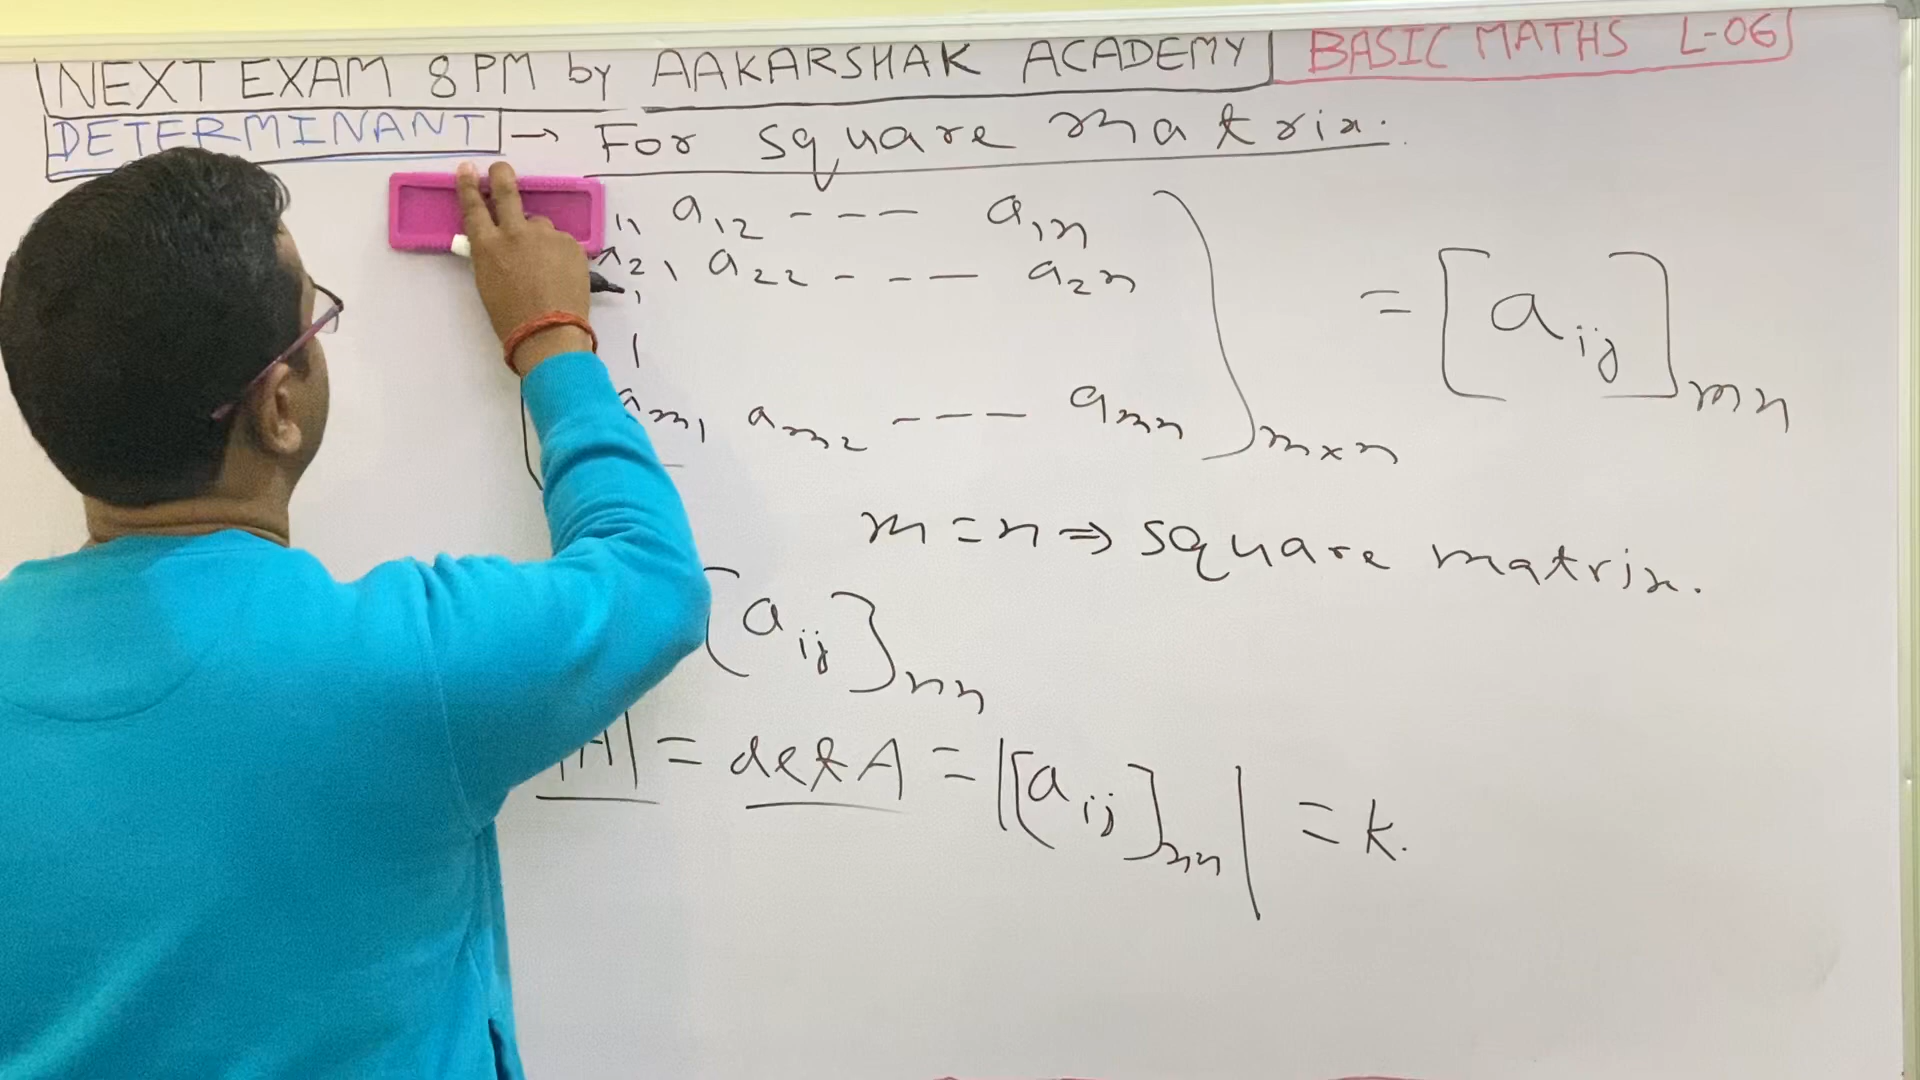 NEXT EXAM 8 PM by AAKARSHAK ACADEMY BASIC MATHS L-06
DETERMINANT → For square matrix.
11 a12 --- a1n
a21 a22 --- a2n
am1 am2 --- amn m×n = [aij]mn
m = n ⇒ square matrix.
[aij]nn
|A| = det A = |[aij]nn| = k.